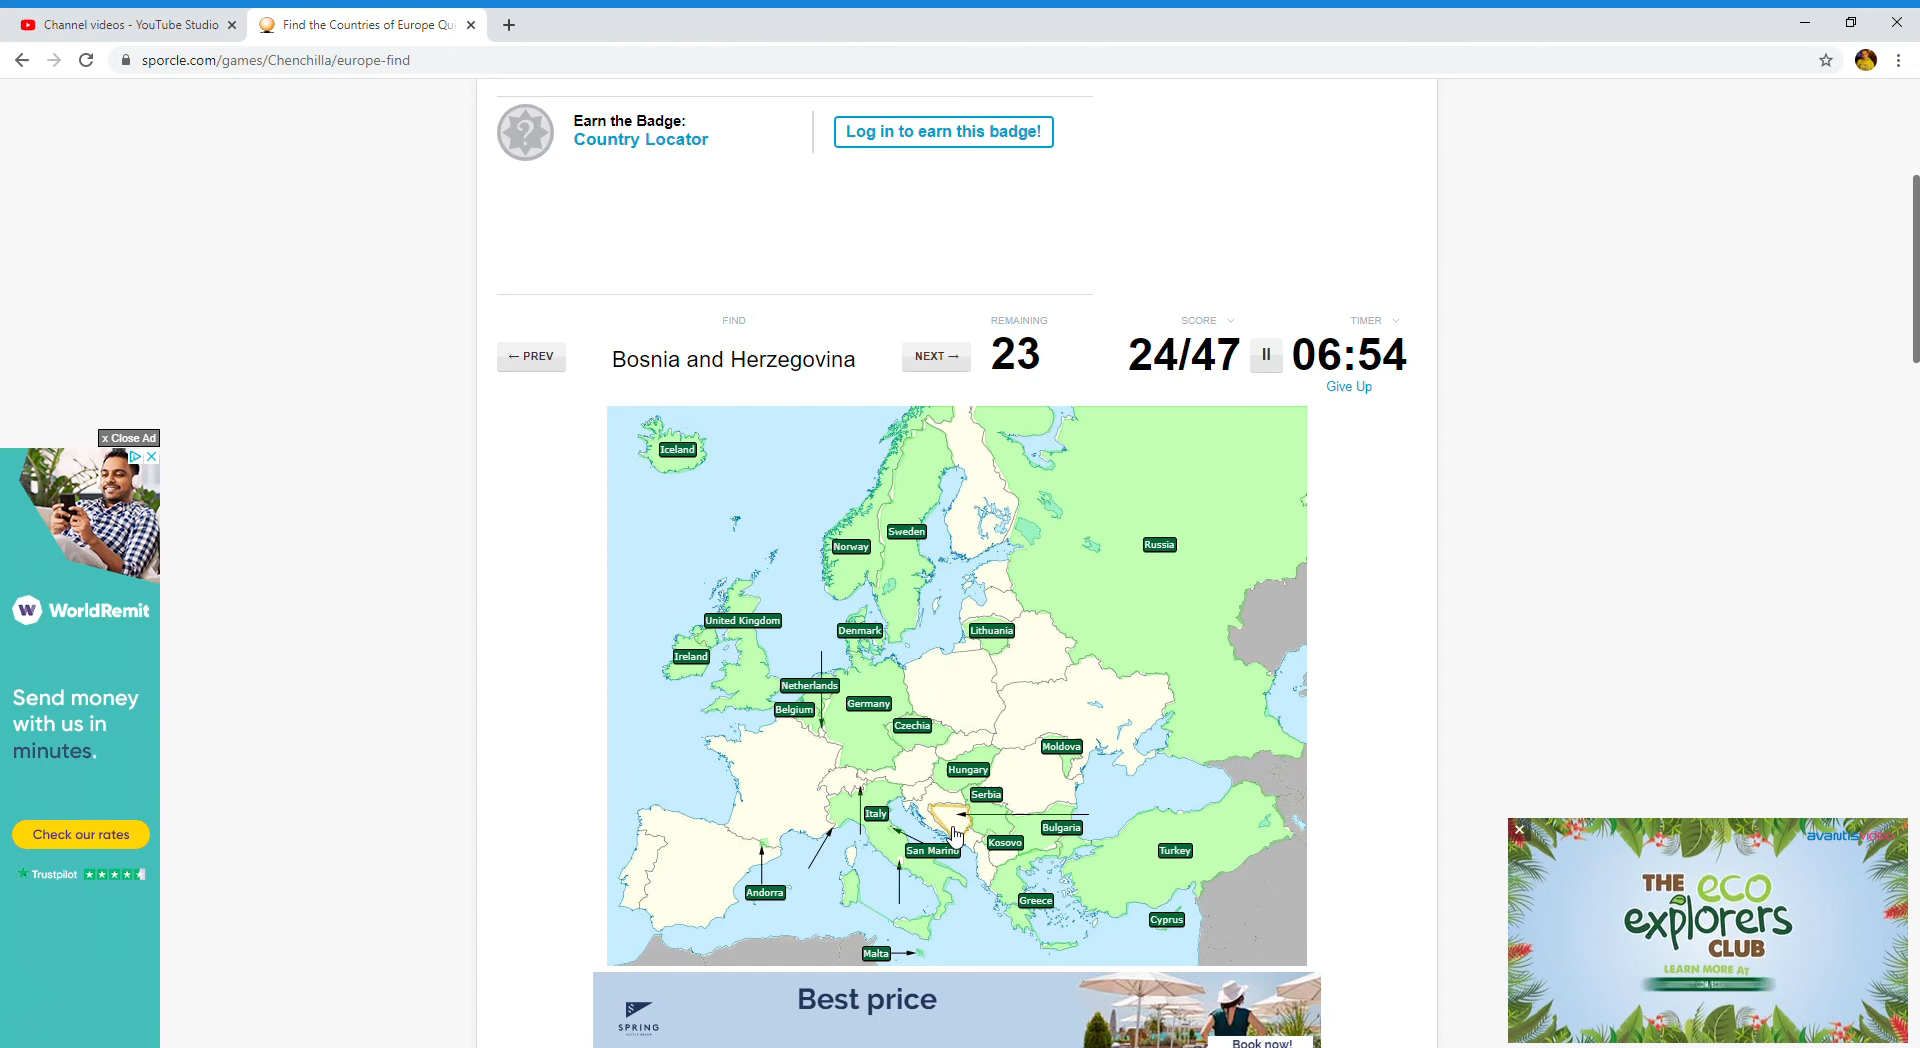 Channel videos - YouTube Studio
Find the Countries of Europe Qu
sporcle.com/games/Chenchilla/europe-find
Earn the Badge:
Country Locator
Log in to earn this badge!
FIND
REMAINING
SCORE
TIMER
← PREV
Bosnia and Herzegovina
NEXT →
23
24/47
06:54
Give Up
Iceland
Sweden
Norway
Russia
United Kingdom
Denmark
Lithuania
Ireland
Netherlands
Germany
Belgium
Czechia
Moldova
Hungary
Serbia
Italy
Bulgaria
Kosovo
San Marino
Turkey
Andorra
Greece
Cyprus
Malta
x Close Ad
W WorldRemit
Send money
with us in
minutes.
Check our rates
Trustpilot
SPRING
Best price
Book now!
avantisvideo
THE eco
explorers
CLUB
LEARN MORE AT